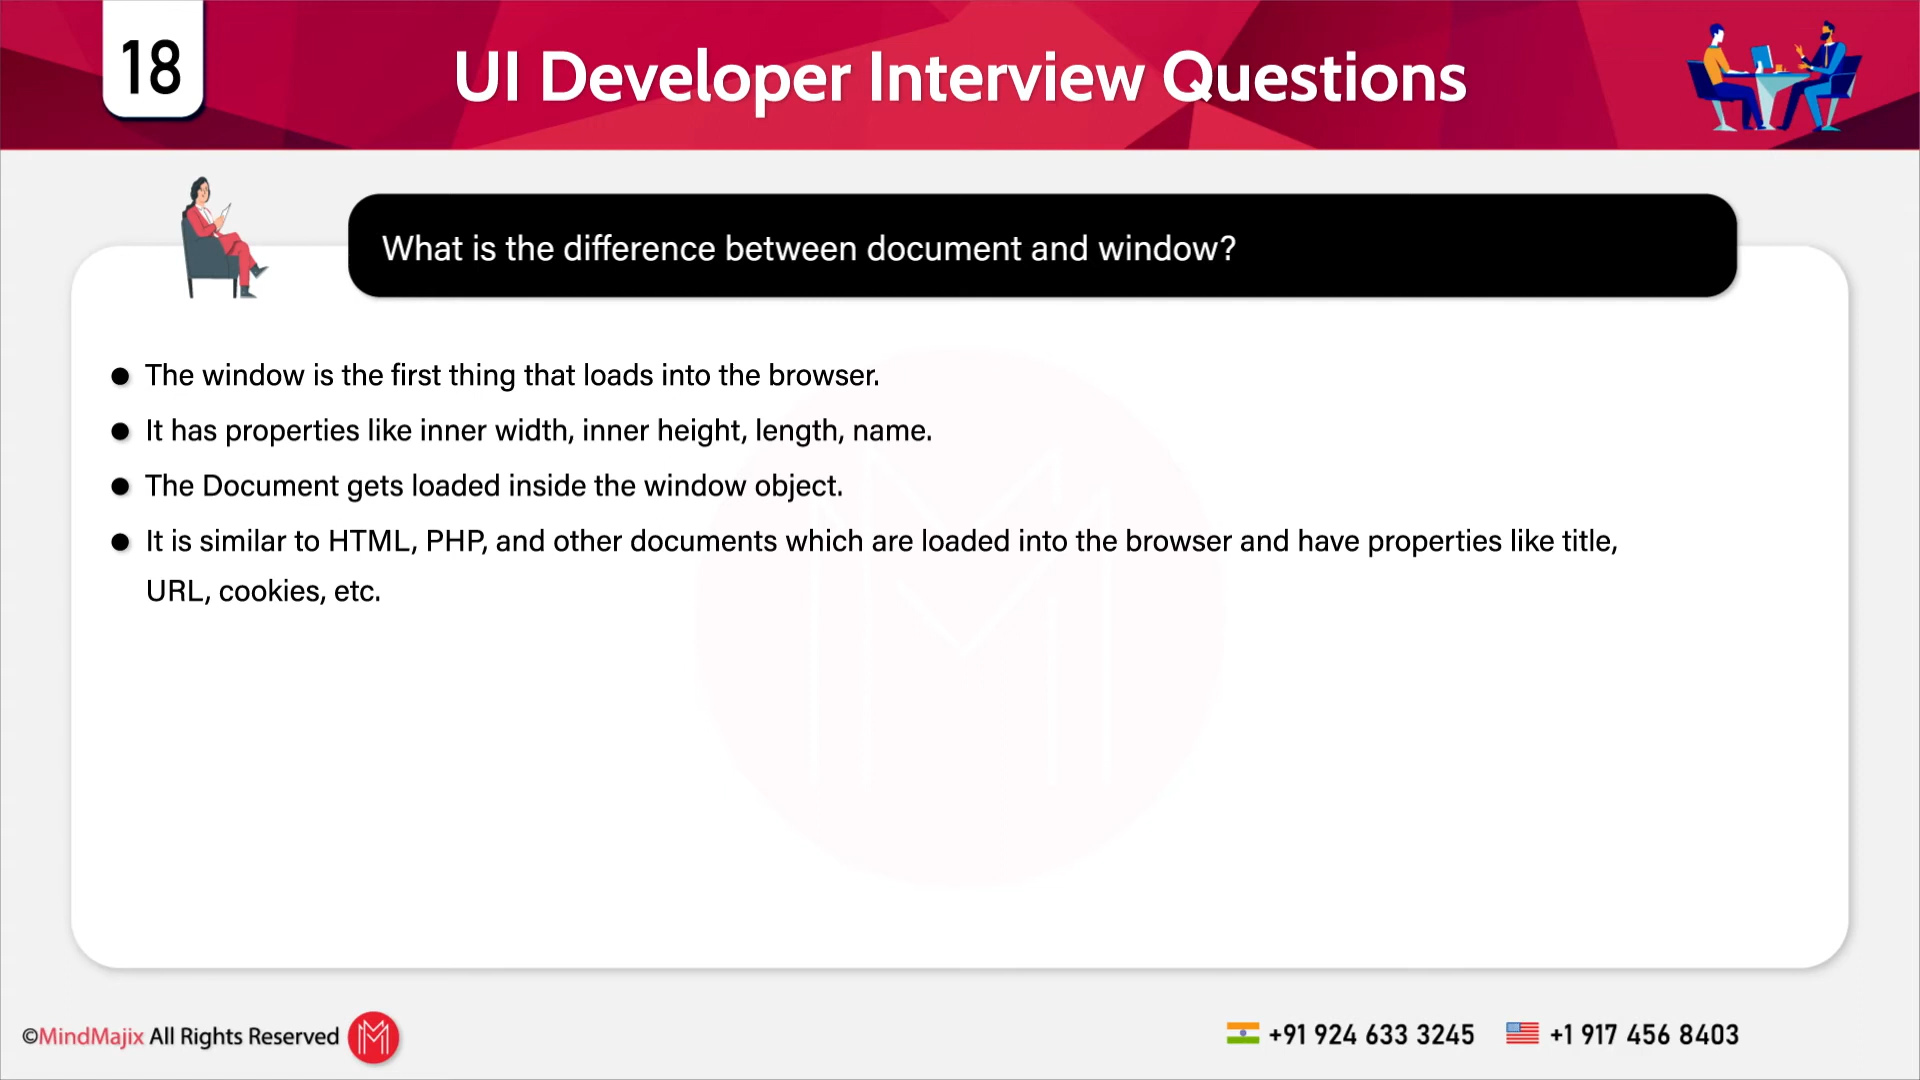 18
UI Developer Interview Questions
What is the difference between document and window?
● The window is the first thing that loads into the browser.
● It has properties like inner width, inner height, length, name.
● The Document gets loaded inside the window object.
● It is similar to HTML, PHP, and other documents which are loaded into the browser and have properties like title,
URL, cookies, etc.
©MindMajix All Rights Reserved
+91 924 633 3245
+1 917 456 8403